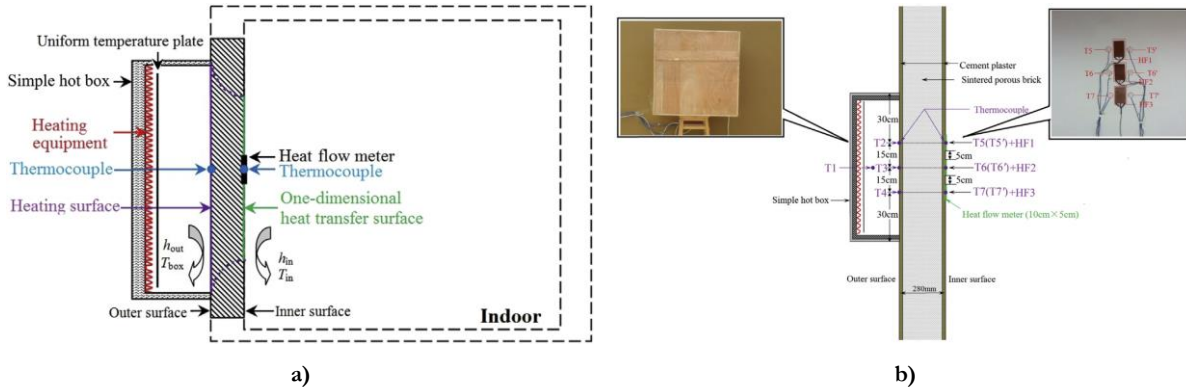 Uniform temperature plate
Simple hot box
Heating
equipment
Thermocouple
Heating surface
h_out
T_box
Outer surface
Inner surface
Heat flow meter
Thermocouple
One-dimensional
heat transfer surface
h_in
T_in
Indoor
a)
Cement plaster
Sintered porous brick
Thermocouple
30cm
T2
T5(T5′)+HF1
15cm
5cm
T1
T3
T6(T6′)+HF2
15cm
5cm
T4
T7(T7′)+HF3
Simple hot box
30cm
Heat flow meter (10cm×5cm)
Outer surface
Inner surface
280mm
T5
T5′
HF1
T6
T6′
HF2
T7
T7′
HF3
b)